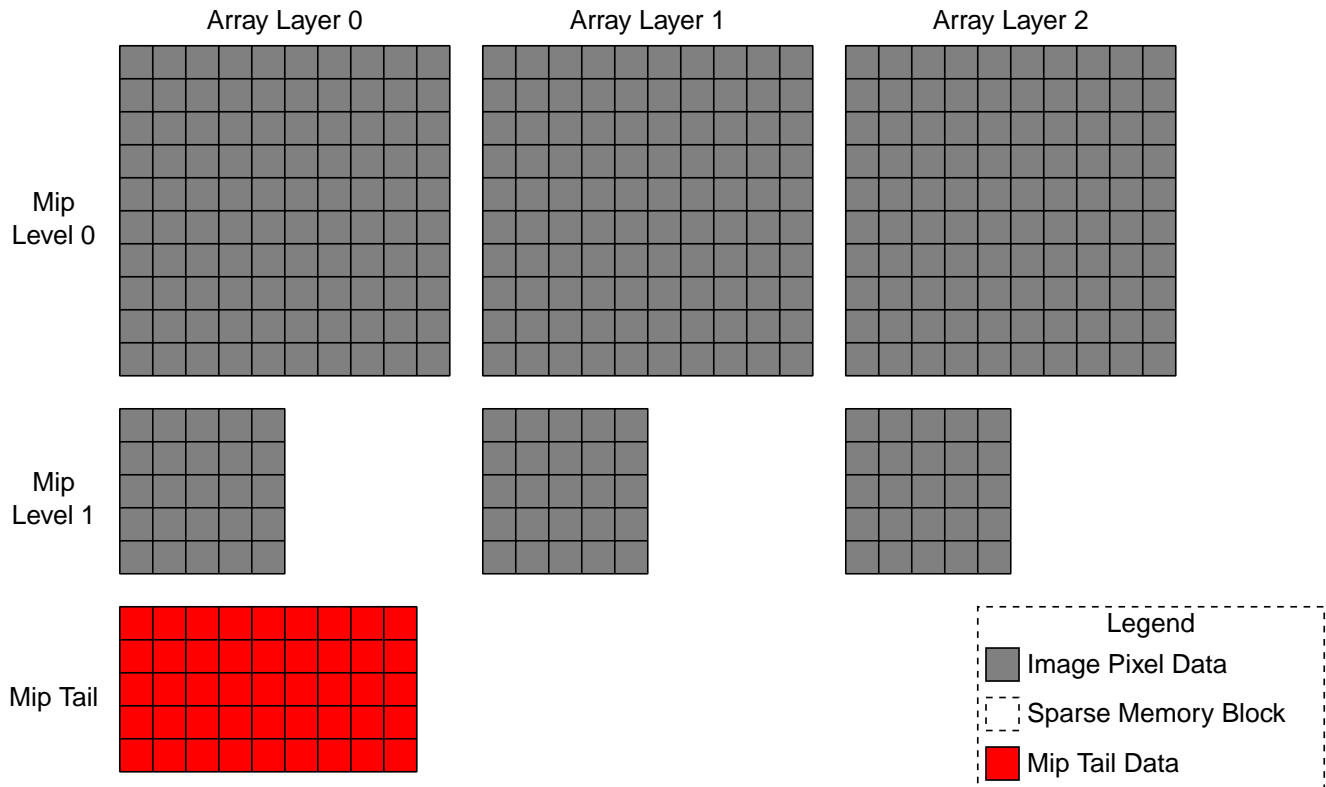 Array Layer 0
Array Layer 1
Array Layer 2
Mip
Level 0
Mip
Level 1
Mip Tail
Legend
Image Pixel Data
Sparse Memory Block
Mip Tail Data